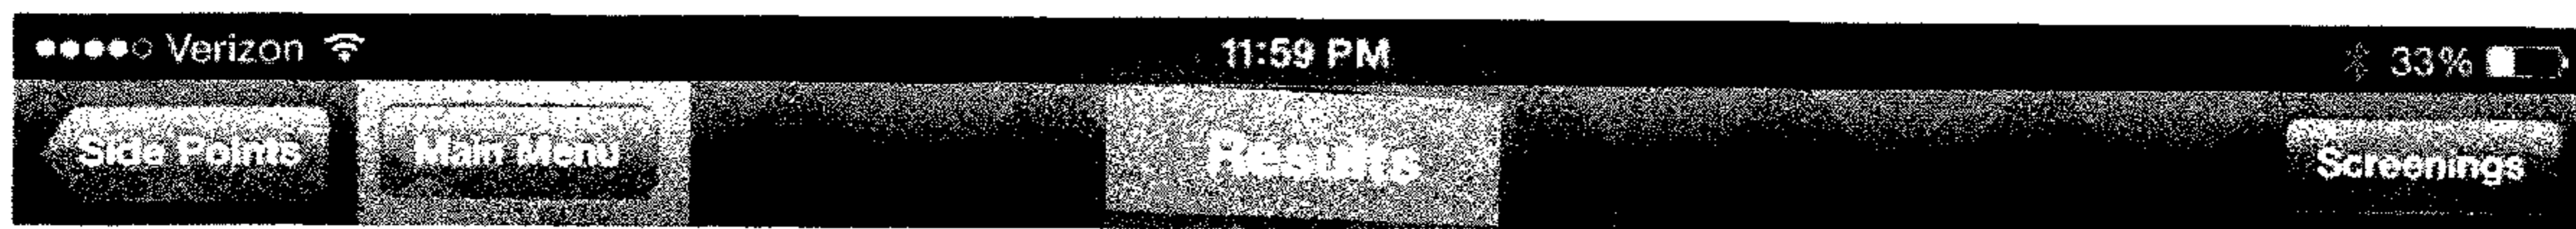 Verizon 11:59 PM 33%
Side Points Main Menu Results Screenings